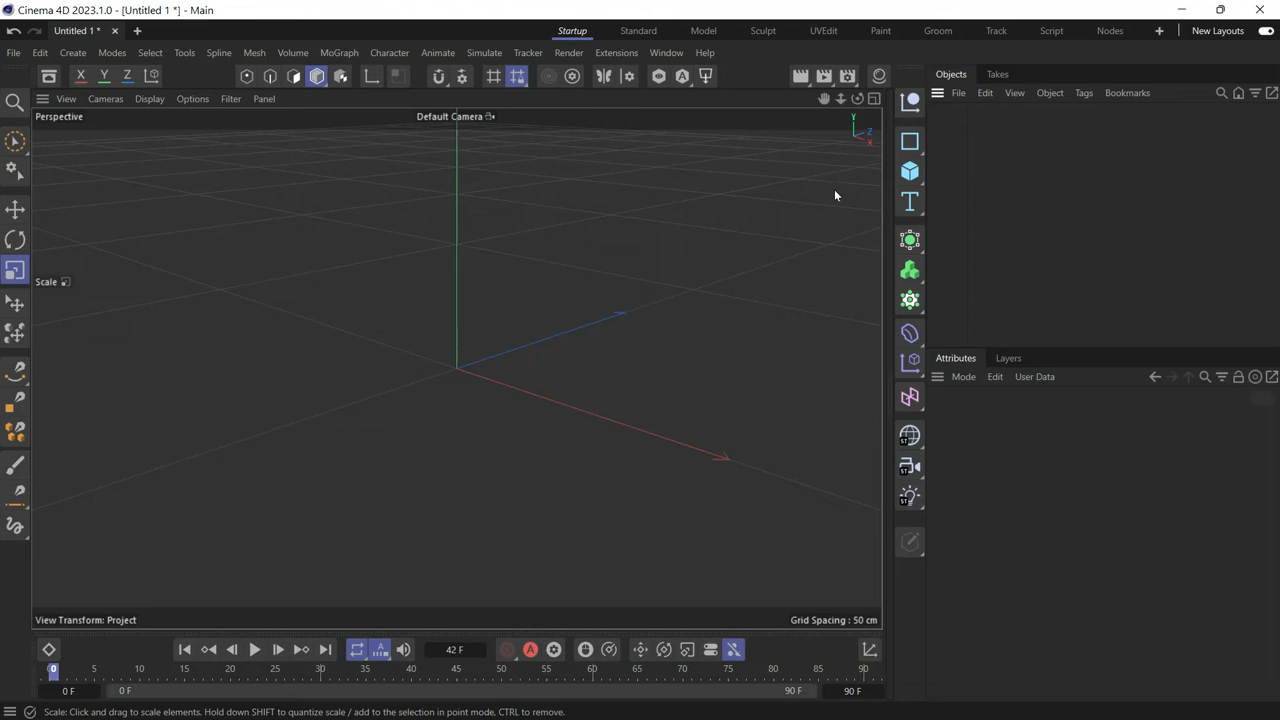 Cinema 4D 2023.1.0 - [Untitled 1 *] - Main
Untitled 1 *
Startup Standard Model Sculpt UVEdit Paint Groom Track Script Nodes New Layouts
File Edit Create Modes Select Tools Spline Mesh Volume MoGraph Character Animate Simulate Tracker Render Extensions Window Help
X Y Z
Objects Takes
View Cameras Display Options Filter Panel
File Edit View Object Tags Bookmarks
Perspective
Default Camera
Y
Z
X
Scale
Attributes Layers
Mode Edit User Data
ST
ST
ST
View Transform: Project
Grid Spacing : 50 cm
42 F
0 5 10 15 20 25 30 35 40 45 50 55 60 65 70 75 80 85 90
0 F 0 F 90 F 90 F
Scale: Click and drag to scale elements. Hold down SHIFT to quantize scale / add to the selection in point mode, CTRL to remove.